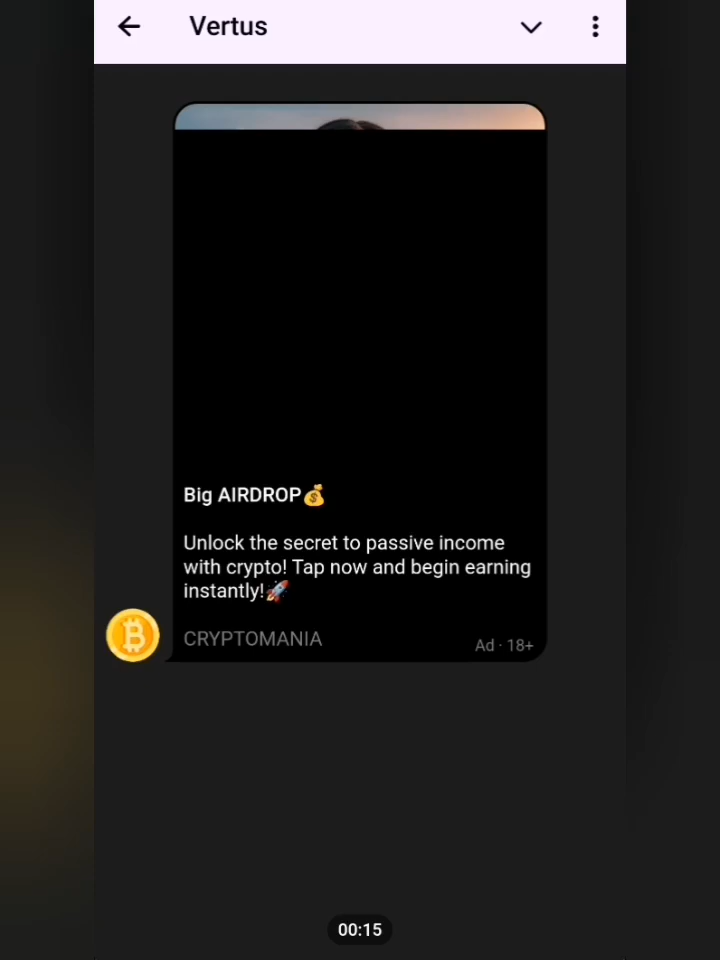 Vertus
Big AIRDROP💰
Unlock the secret to passive income
with crypto! Tap now and begin earning
instantly!🚀
CRYPTOMANIA
Ad · 18+
00:15